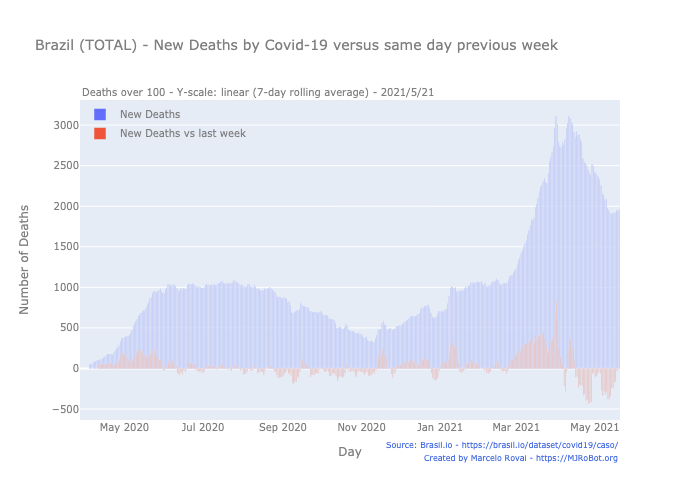 Brazil (TOTAL) - New Deaths by Covid-19 versus same day previous week
Deaths over 100 - Y-scale: linear (7-day rolling average) - 2021/5/21
New Deaths
New Deaths vs last week
3000
2500
2000
1500
1000
500
0
−500
Number of Deaths
May 2020
Jul 2020
Sep 2020
Nov 2020
Jan 2021
Mar 2021
May 2021
Day
Source: Brasil.io - https://brasil.io/dataset/covid19/caso/
Created by Marcelo Rovai - https://MJRoBot.org